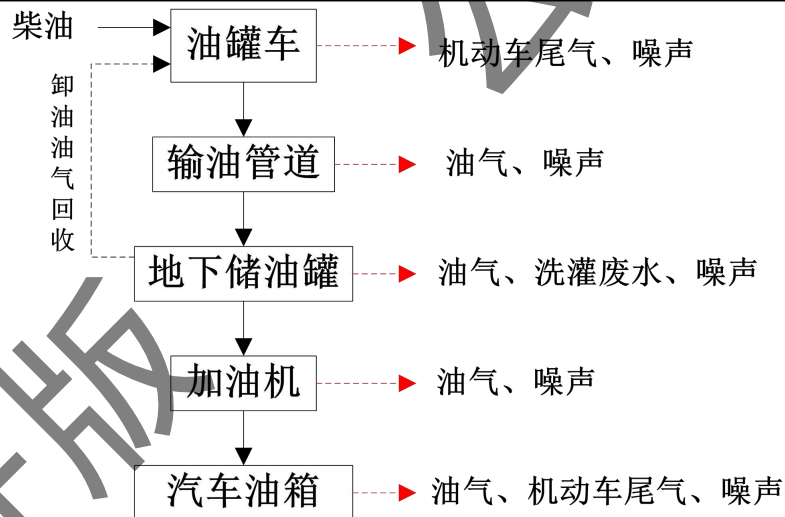 柴油
油罐车
机动车尾气、噪声
卸油油气回收
输油管道
油气、噪声
地下储油罐
油气、洗灌废水、噪声
加油机
油气、噪声
汽车油箱
油气、机动车尾气、噪声
版